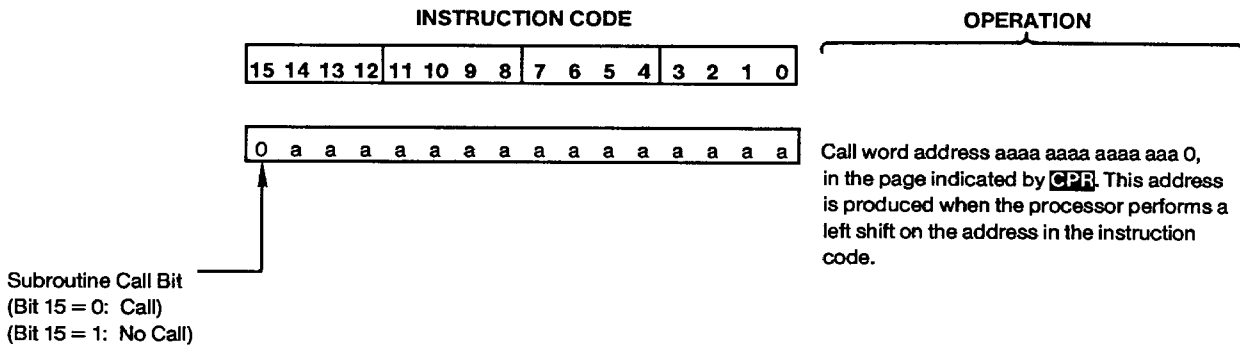 INSTRUCTION CODE
OPERATION
15 14 13 12 11 10 9 8 7 6 5 4 3 2 1 0
0 a a a a a a a a a a a a a a a
Call word address aaaa aaaa aaaa aaa 0,
in the page indicated by CPR. This address
is produced when the processor performs a
left shift on the address in the instruction
code.
Subroutine Call Bit
(Bit 15 = 0: Call)
(Bit 15 = 1: No Call)